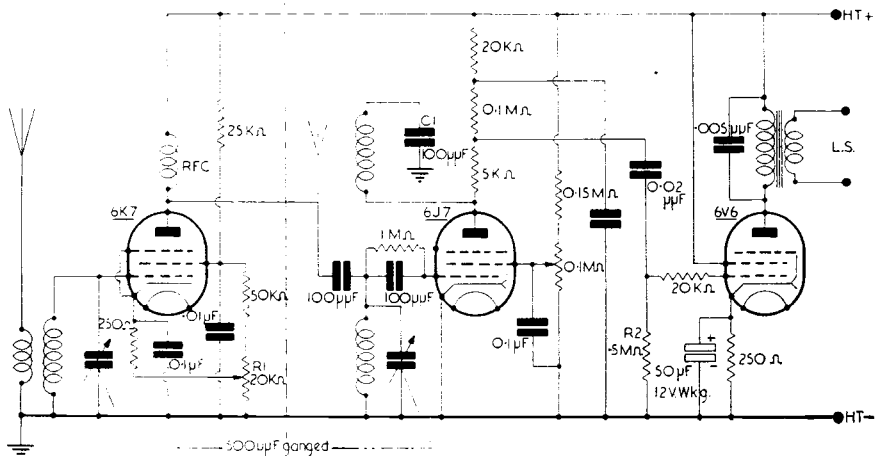 HT+
20KΩ
25KΩ
C1
100µµF
0.1MΩ
.005µµF
L.S.
RFC
5KΩ
0.02
µµF
6K7
6J7
0.15MΩ
6V6
1MΩ
0.1MΩ
100µµF
100µµF
20KΩ
50KΩ
250Ω
.01µF
0.1µF
0.1µF
R1
20KΩ
R2
.5MΩ
50µF
12V.Wkg.
250Ω
HT-
500µµF ganged